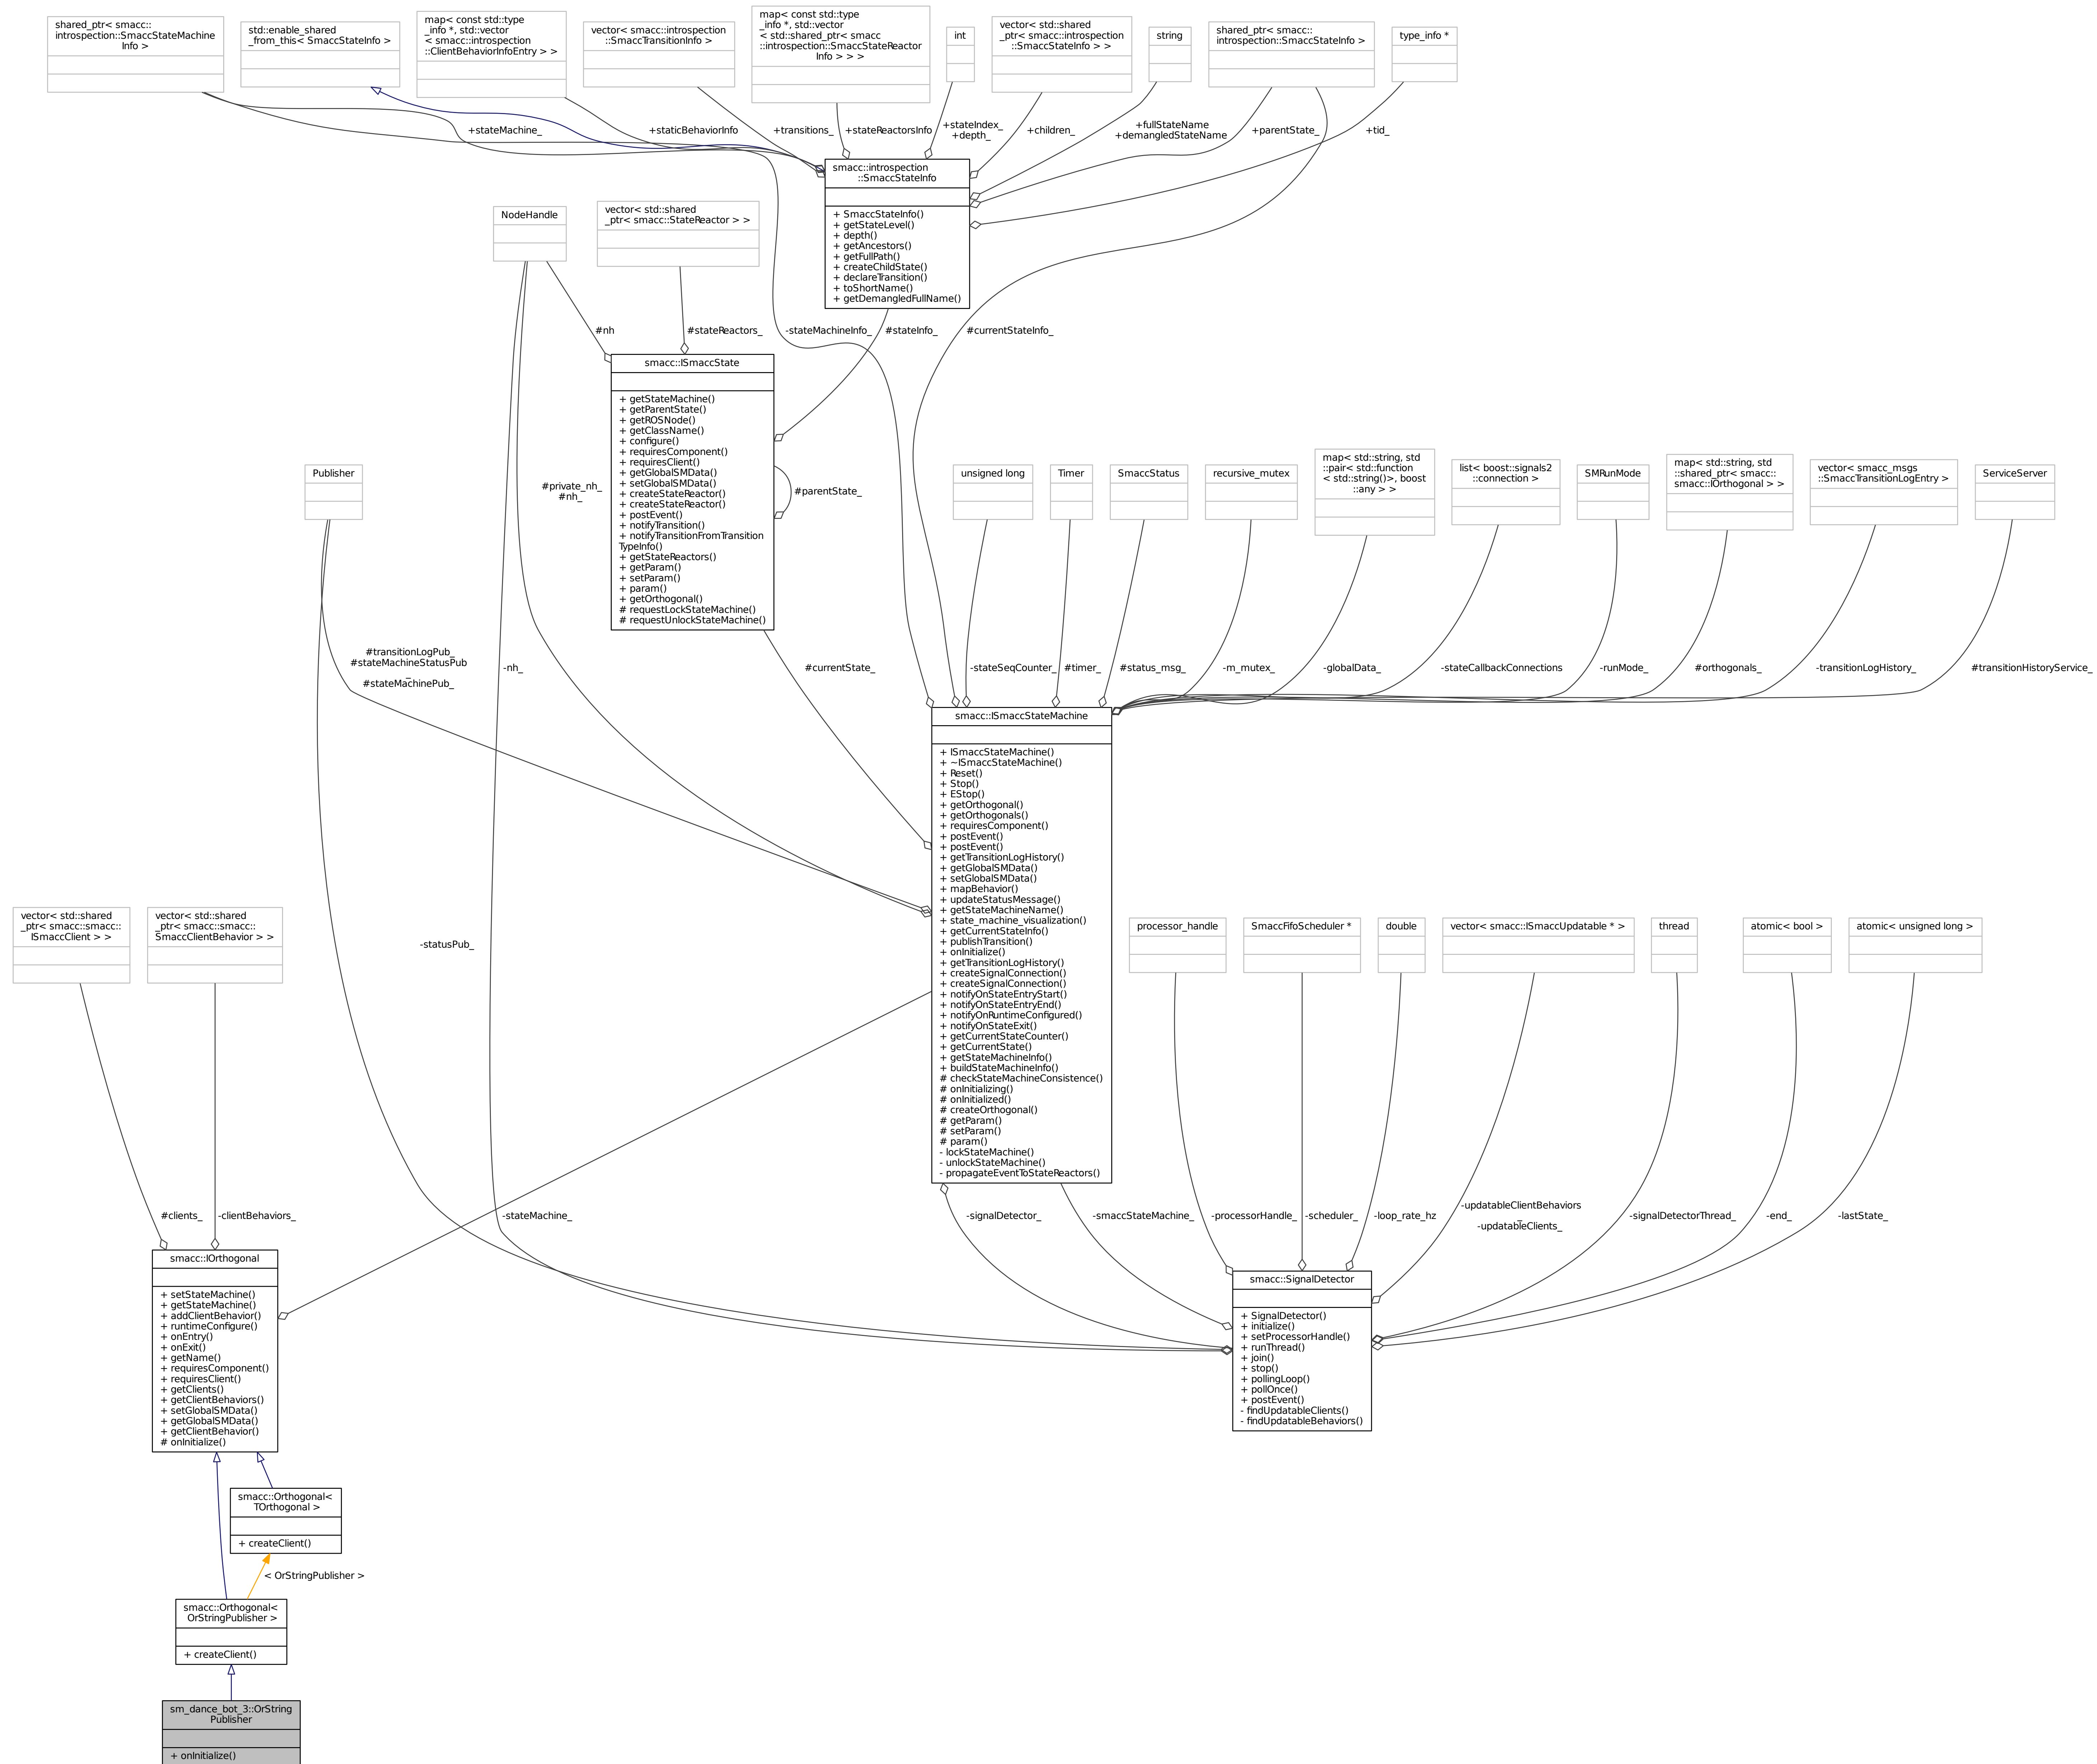 shared_ptr< smacc::
introspection::SmaccStateMachine
Info >
std::enable_shared
_from_this< SmaccStateInfo >
map< const std::type
_info *, std::vector
< smacc::introspection
::ClientBehaviorInfoEntry > >
vector< smacc::introspection
::SmaccTransitionInfo >
map< const std::type
_info *, std::vector
< std::shared_ptr< smacc
::introspection::SmaccStateReactor
Info > > >
int
vector< std::shared
_ptr< smacc::introspection
::SmaccStateInfo > >
string
shared_ptr< smacc::
introspection::SmaccStateInfo >
type_info *
+stateMachine_
+staticBehaviorInfo
+transitions_
+stateReactorsInfo
+stateIndex_
+depth_
+children_
+fullStateName
+demangledStateName
+parentState_
+tid_
smacc::introspection
::SmaccStateInfo
+ SmaccStateInfo()
+ getStateLevel()
+ depth()
+ getAncestors()
+ getFullPath()
+ createChildState()
+ declareTransition()
+ toShortName()
+ getDemangledFullName()
NodeHandle
vector< std::shared
_ptr< smacc::StateReactor > >
#nh
#stateReactors_
-stateMachineInfo_
#stateInfo_
#currentStateInfo_
smacc::ISmaccState
+ getStateMachine()
+ getParentState()
+ getROSNode()
+ getClassName()
+ configure()
+ requiresComponent()
+ requiresClient()
+ getGlobalSMData()
+ setGlobalSMData()
+ createStateReactor()
+ createStateReactor()
+ postEvent()
+ notifyTransition()
+ notifyTransitionFromTransition
TypeInfo()
+ getStateReactors()
+ getParam()
+ setParam()
+ param()
+ getOrthogonal()
# requestLockStateMachine()
# requestUnlockStateMachine()
#parentState_
Publisher
#private_nh_
#nh_
unsigned long
Timer
SmaccStatus
recursive_mutex
map< std::string, std
::pair< std::function
< std::string()>, boost
::any > >
list< boost::signals2
::connection >
SMRunMode
map< std::string, std
::shared_ptr< smacc::
smacc::IOrthogonal > >
vector< smacc_msgs
::SmaccTransitionLogEntry >
ServiceServer
#transitionLogPub_
#stateMachineStatusPub
_
#stateMachinePub_
-nh_
#currentState_
-stateSeqCounter_
#timer_
#status_msg_
-m_mutex_
-globalData_
-stateCallbackConnections
-runMode_
#orthogonals_
-transitionLogHistory_
#transitionHistoryService_
smacc::ISmaccStateMachine
+ ISmaccStateMachine()
+ ~ISmaccStateMachine()
+ Reset()
+ Stop()
+ EStop()
+ getOrthogonal()
+ getOrthogonals()
+ requiresComponent()
+ postEvent()
+ postEvent()
+ getTransitionLogHistory()
+ getGlobalSMData()
+ setGlobalSMData()
+ mapBehavior()
+ updateStatusMessage()
+ getStateMachineName()
+ state_machine_visualization()
+ getCurrentStateInfo()
+ publishTransition()
+ onInitialize()
+ getTransitionLogHistory()
+ createSignalConnection()
+ createSignalConnection()
+ notifyOnStateEntryStart()
+ notifyOnStateEntryEnd()
+ notifyOnRuntimeConfigured()
+ notifyOnStateExit()
+ getCurrentStateCounter()
+ getCurrentState()
+ getStateMachineInfo()
+ buildStateMachineInfo()
# checkStateMachineConsistence()
# onInitializing()
# onInitialized()
# createOrthogonal()
# getParam()
# setParam()
# param()
- lockStateMachine()
- unlockStateMachine()
- propagateEventToStateReactors()
vector< std::shared
_ptr< smacc::smacc::
ISmaccClient > >
vector< std::shared
_ptr< smacc::smacc::
SmaccClientBehavior > >
-statusPub_
processor_handle
SmaccFifoScheduler *
double
vector< smacc::ISmaccUpdatable * >
thread
atomic< bool >
atomic< unsigned long >
#clients_
-clientBehaviors_
-stateMachine_
-signalDetector_
-smaccStateMachine_
-processorHandle_
-scheduler_
-loop_rate_hz
-updatableClientBehaviors
_
-updatableClients_
-signalDetectorThread_
-end_
-lastState_
smacc::IOrthogonal
+ setStateMachine()
+ getStateMachine()
+ addClientBehavior()
+ runtimeConfigure()
+ onEntry()
+ onExit()
+ getName()
+ requiresComponent()
+ requiresClient()
+ getClients()
+ getClientBehaviors()
+ setGlobalSMData()
+ getGlobalSMData()
+ getClientBehavior()
# onInitialize()
smacc::SignalDetector
+ SignalDetector()
+ initialize()
+ setProcessorHandle()
+ runThread()
+ join()
+ stop()
+ pollingLoop()
+ pollOnce()
+ postEvent()
- findUpdatableClients()
- findUpdatableBehaviors()
smacc::Orthogonal<
TOrthogonal >
+ createClient()
< OrStringPublisher >
smacc::Orthogonal<
OrStringPublisher >
+ createClient()
sm_dance_bot_3::OrString
Publisher
+ onInitialize()